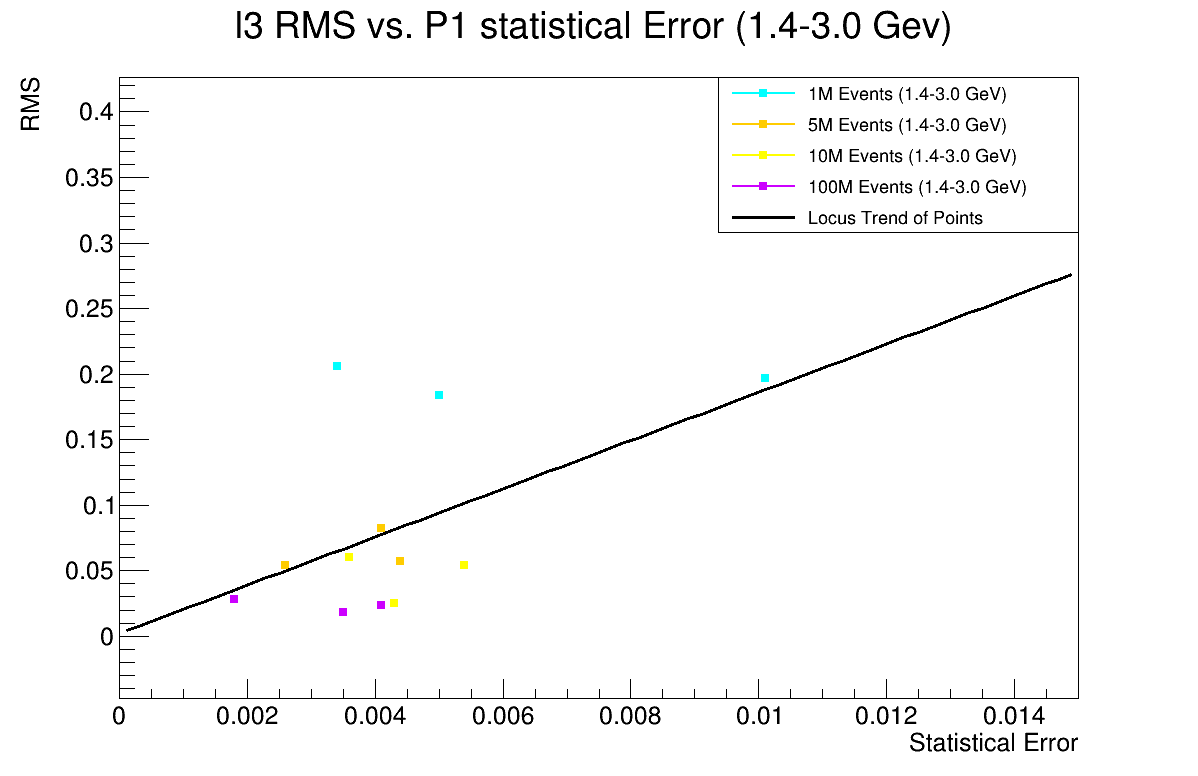 I3 RMS vs. P1 statistical Error (1.4-3.0 Gev)
RMS
1M Events (1.4-3.0 GeV)
5M Events (1.4-3.0 GeV)
10M Events (1.4-3.0 GeV)
100M Events (1.4-3.0 GeV)
Locus Trend of Points
0.4
0.35
0.3
0.25
0.2
0.15
0.1
0.05
0
0 0.002 0.004 0.006 0.008 0.01 0.012 0.014
Statistical Error